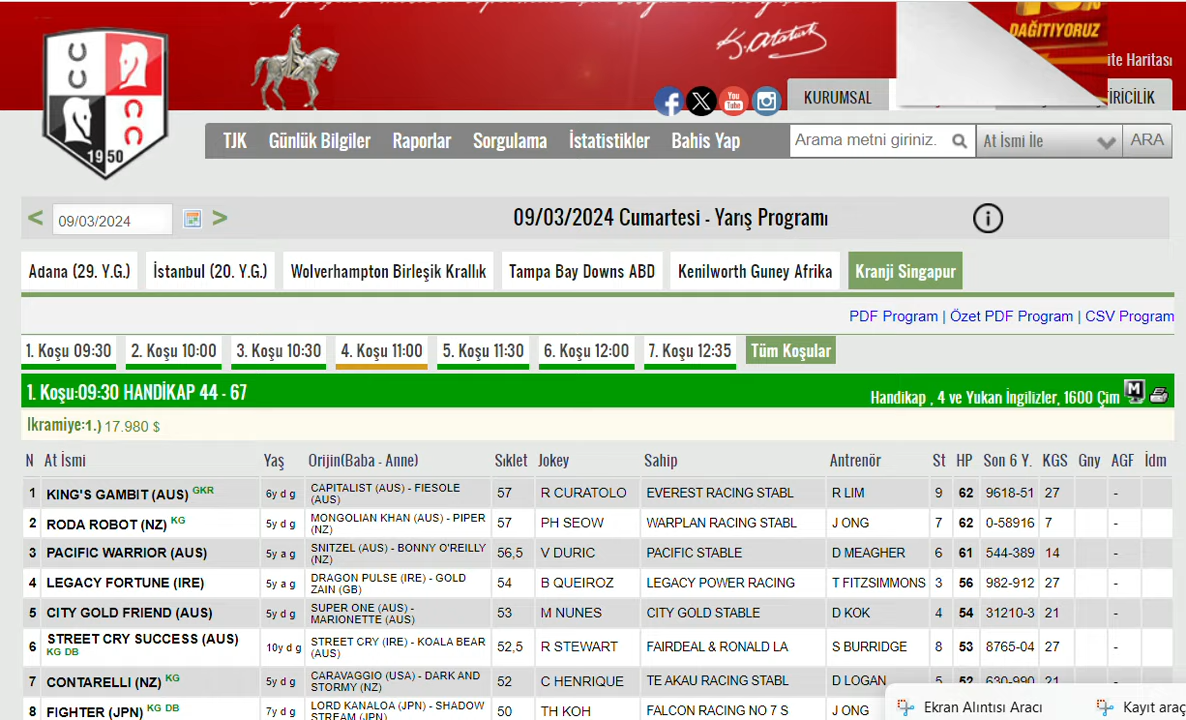 K. Atatürk
DAĞITIYORUZ
ite Haritası
1950
You Tube
KURUMSAL
İRİCİLİK
TJK Günlük Bilgiler Raporlar Sorgulama İstatistikler Bahis Yap Arama metni giriniz. At İsmi İle ARA
< 09/03/2024 > 09/03/2024 Cumartesi - Yarış Programı
Adana (29. Y.G.) İstanbul (20. Y.G.) Wolverhampton Birleşik Krallık Tampa Bay Downs ABD Kenilworth Guney Afrika Kranji Singapur
PDF Program | Özet PDF Program | CSV Program
1. Koşu 09:30 2. Koşu 10:00 3. Koşu 10:30 4. Koşu 11:00 5. Koşu 11:30 6. Koşu 12:00 7. Koşu 12:35 Tüm Koşular
1. Koşu:09:30 HANDİKAP 44 - 67 Handikap , 4 ve Yukarı İngilizler, 1600 Çim M
İkramiye:1.) 17.980 $
N At İsmi Yaş Orijin(Baba - Anne) Sıklet Jokey Sahip Antrenör St HP Son 6 Y. KGS Gny AGF İdm
1 KING'S GAMBIT (AUS) GKR 6y d g CAPITALIST (AUS) - FIESOLE (AUS) 57 R CURATOLO EVEREST RACING STABL R LIM 9 62 9618-51 27 -
2 RODA ROBOT (NZ) KG 5y d g MONGOLIAN KHAN (AUS) - PIPER (NZ) 57 PH SEOW WARPLAN RACING STABL J ONG 7 62 0-58916 7 -
3 PACIFIC WARRIOR (AUS) 5y a g SNITZEL (AUS) - BONNY O'REILLY (NZ) 56,5 V DURIC PACIFIC STABLE D MEAGHER 6 61 544-389 14 -
4 LEGACY FORTUNE (IRE) 5y a g DRAGON PULSE (IRE) - GOLD ZAIN (GB) 54 B QUEIROZ LEGACY POWER RACING T FITZSIMMONS 3 56 982-912 27 -
5 CITY GOLD FRIEND (AUS) 5y d g SUPER ONE (AUS) - MARIONETTE (AUS) 53 M NUNES CITY GOLD STABLE D KOK 4 54 31210-3 21 -
6 STREET CRY SUCCESS (AUS) KG DB 10y d g STREET CRY (IRE) - KOALA BEAR (AUS) 52,5 R STEWART FAIRDEAL & RONALD LA S BURRIDGE 8 53 8765-04 27 -
7 CONTARELLI (NZ) KG 5y d g CARAVAGGIO (USA) - DARK AND STORMY (NZ) 52 C HENRIQUE TE AKAU RACING STABL D LOGAN 5 52 630-990 21 -
8 FIGHTER (JPN) KG DB 7y d g LORD KANALOA (JPN) - SHADOW STREAM (JPN) 50 TH KOH FALCON RACING NO 7 S J ONG
Ekran Alıntısı Aracı Kayıt araç